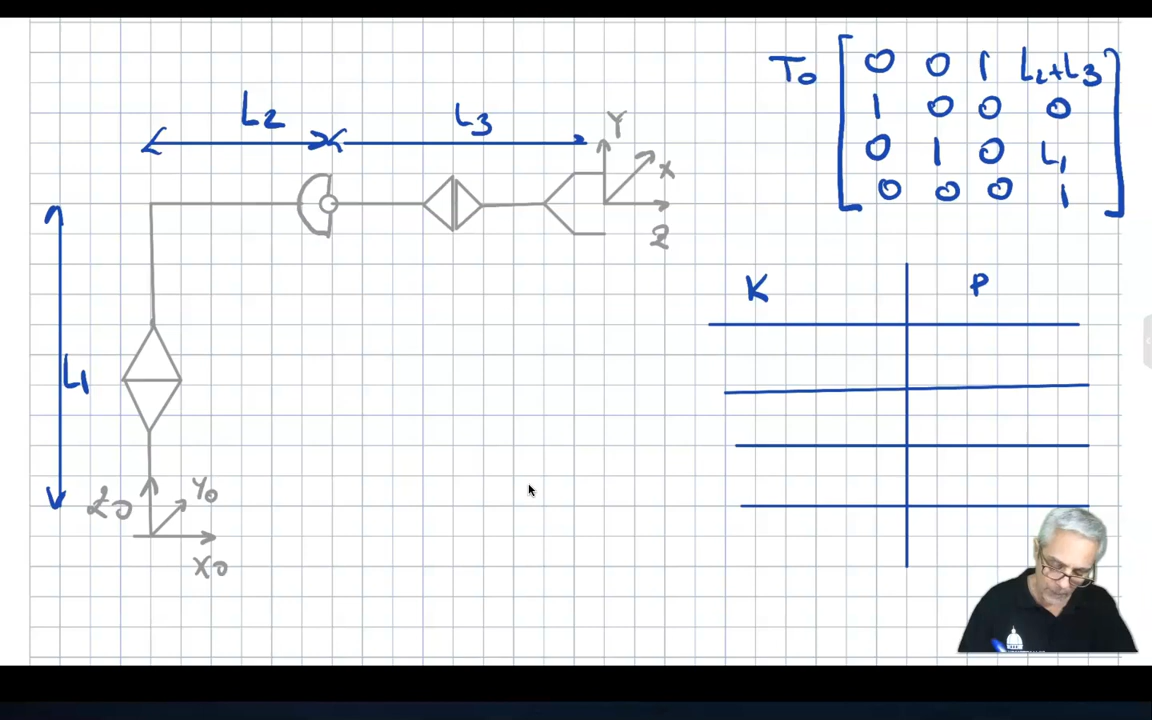 T0 [ 0 0 1 L2+L3
1 0 0 0
0 1 0 L1
0 0 0 1 ]
L2
L3
Y
X
Z
L1
K P
Z0
Y0
X0